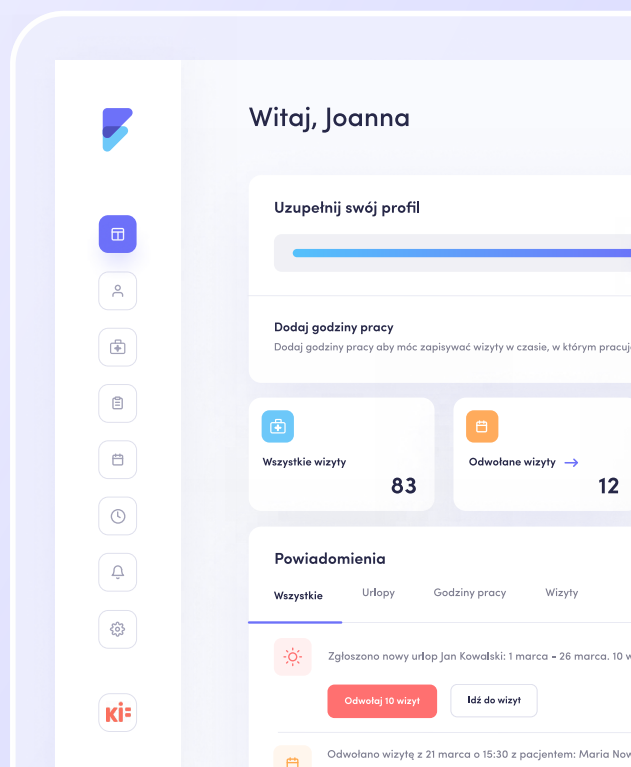 Witaj, Joanna
Uzupełnij swój profil
Dodaj godziny pracy
Dodaj godziny pracy aby móc zapisywać wizyty w czasie, w którym pracuj
Wszystkie wizyty
83
Odwołane wizyty
12
Powiadomienia
Wszystkie Urlopy Godziny pracy Wizyty
Zgłoszono nowy urlop Jan Kowalski: 1 marca - 26 marca. 10 w
Odwołaj 10 wizyt Idź do wizyt
Ki
Odwołano wizytę z 21 marca o 15:30 z pacjentem: Maria Now